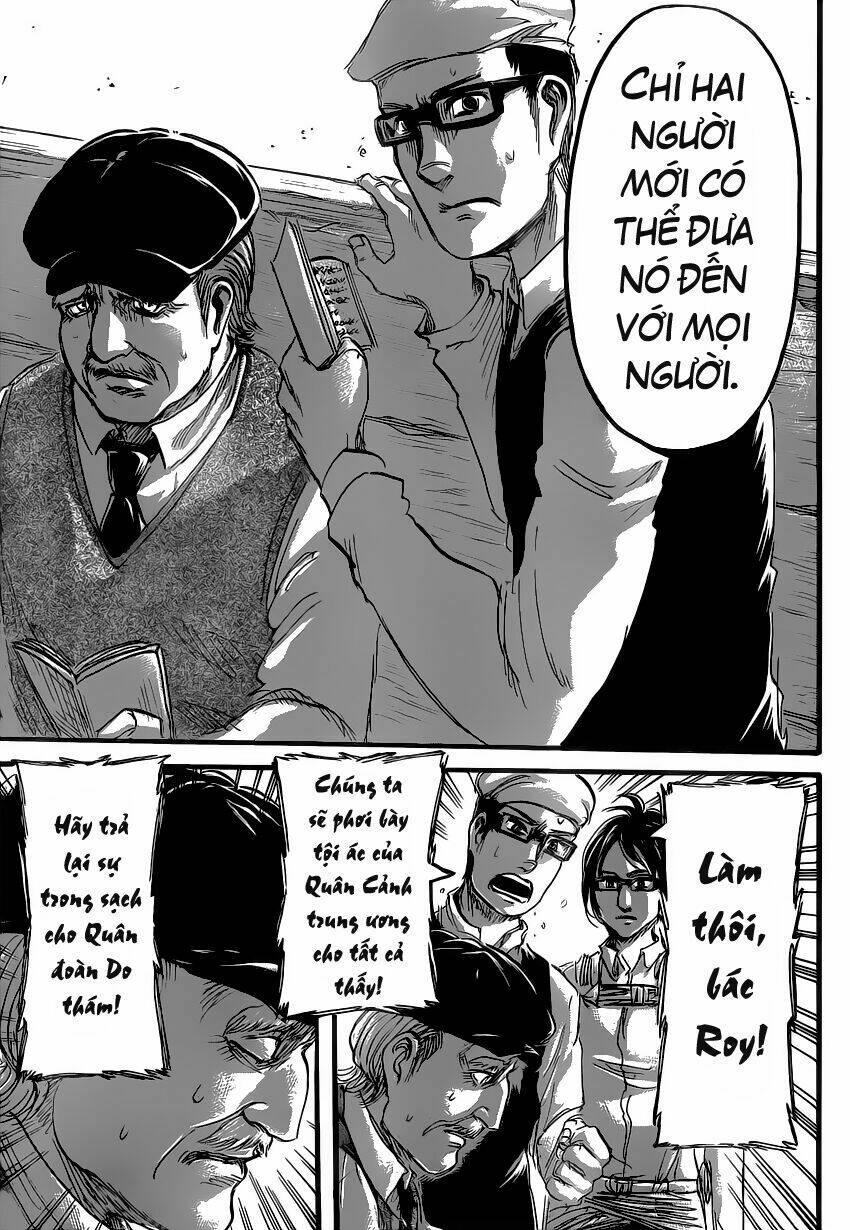 CHỈ HAI
NGƯỜI
MỚI CÓ
THỂ ĐƯA
NÓ ĐẾN
VỚI MỌI
NGƯỜI.
Làm
thôi,
bác
Roy!
Chúng ta
sẽ phơi bày
tội ác của
Quân Cảnh
trung ương
cho tất cả
thấy!
Hãy trả
lại sự
trong sạch
cho Quân
đoàn Do
thám!